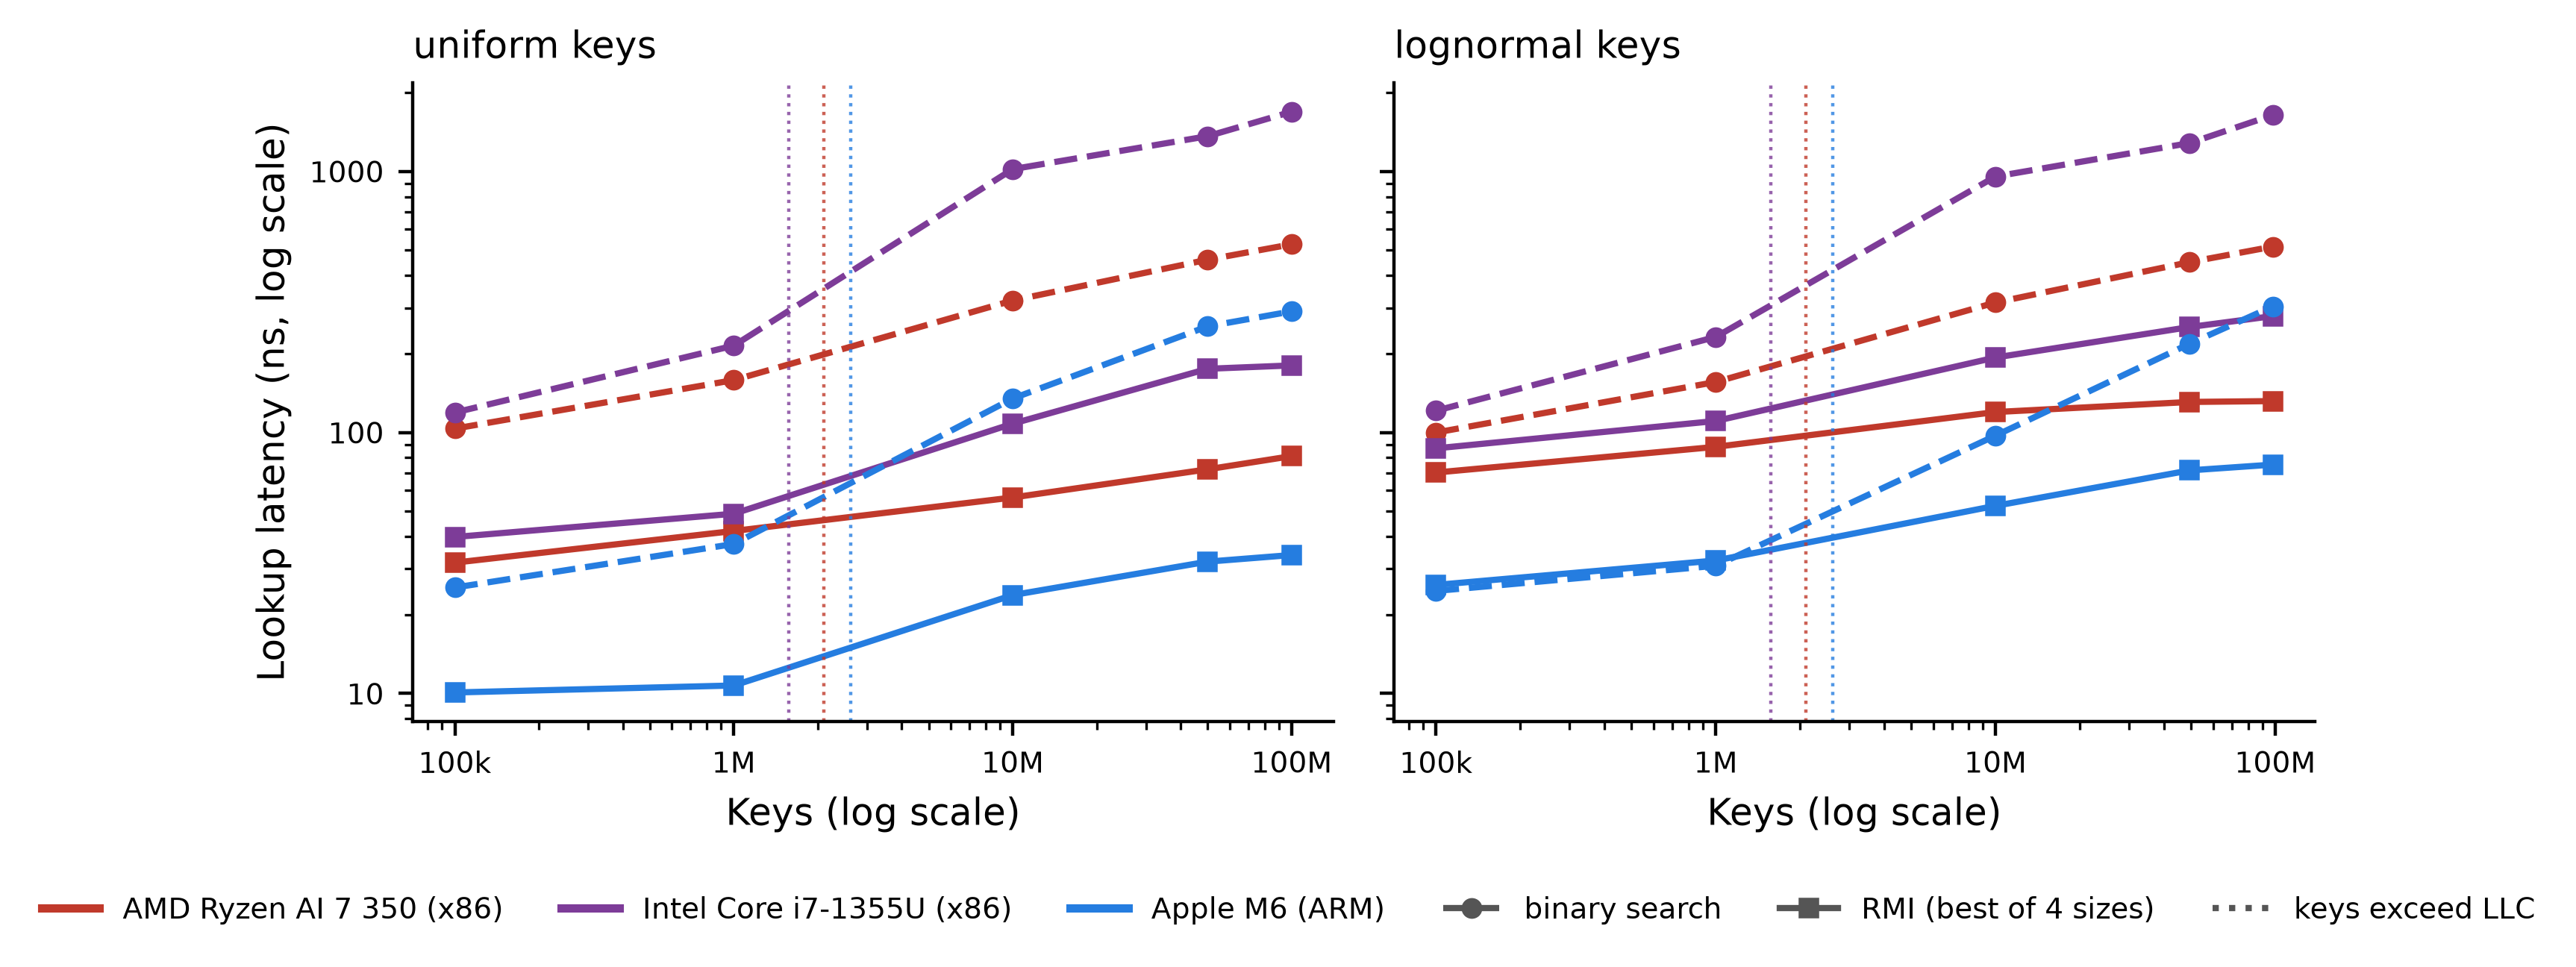 uniform keys
lognormal keys
Lookup latency (ns, log scale)
1000
100
10
100k 1M 10M 100M
100k 1M 10M 100M
Keys (log scale)
Keys (log scale)
AMD Ryzen AI 7 350 (x86) Intel Core i7-1355U (x86) Apple M6 (ARM) binary search RMI (best of 4 sizes) keys exceed LLC